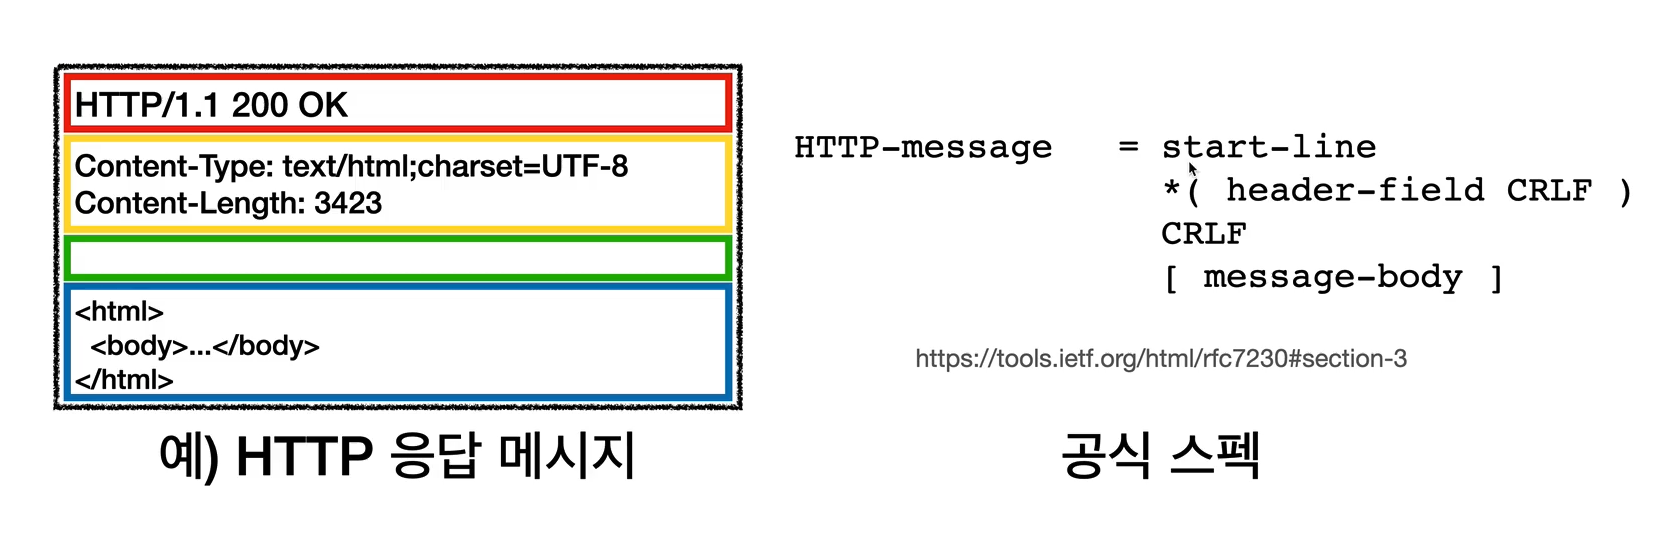 HTTP/1.1 200 OK
Content-Type: text/html;charset=UTF-8
Content-Length: 3423
<html>
<body>...</body>
</html>
예) HTTP 응답 메시지
HTTP-message = start-line
*( header-field CRLF )
CRLF
[ message-body ]
https://tools.ietf.org/html/rfc7230#section-3
공식 스펙